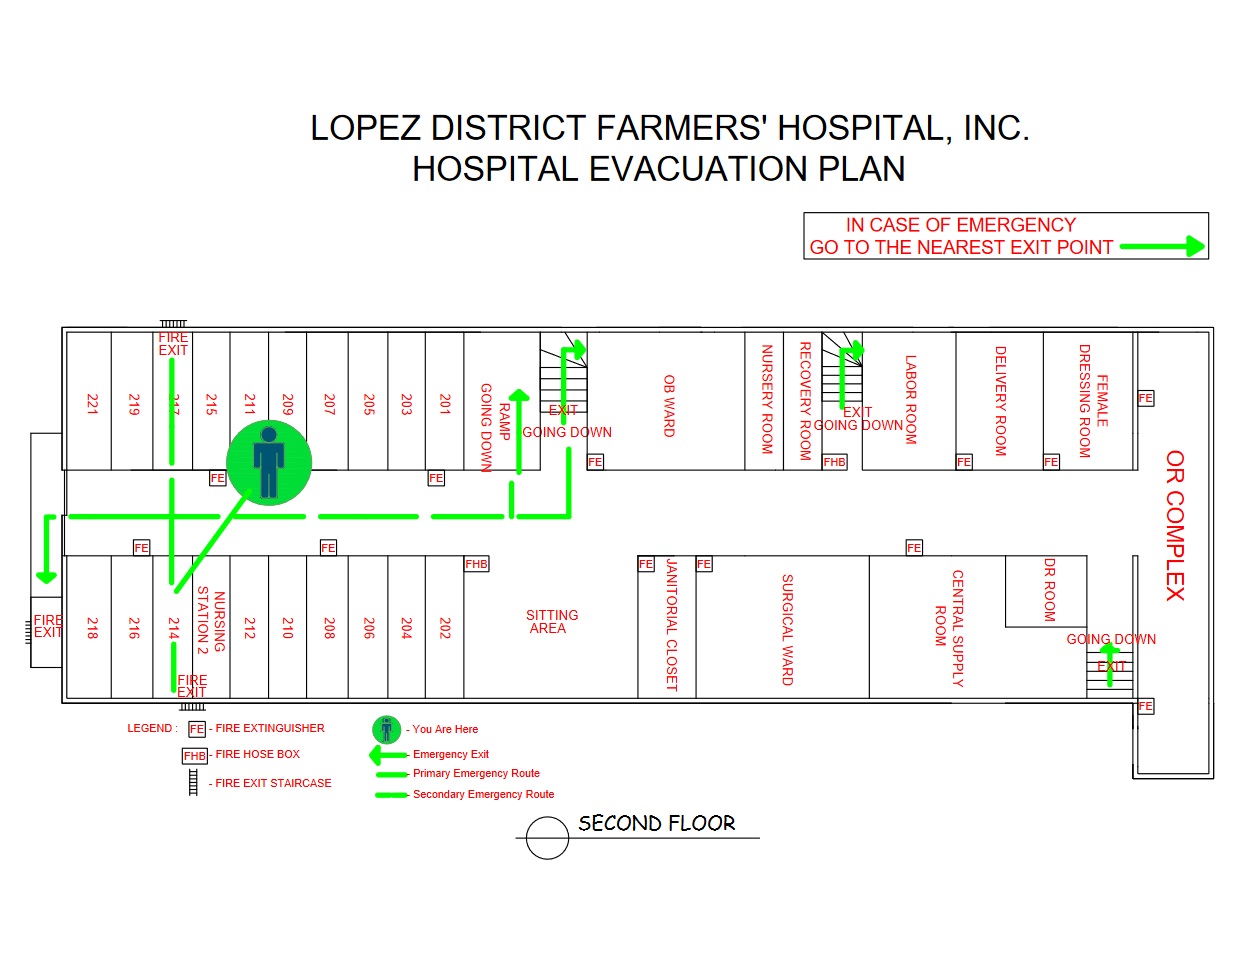 LOPEZ DISTRICT FARMERS' HOSPITAL, INC.
HOSPITAL EVACUATION PLAN
IN CASE OF EMERGENCY
GO TO THE NEAREST EXIT POINT
FIRE
EXIT
221
219
217
215
211
209
207
205
203
201
RAMP
GOING DOWN
EXIT
GOING DOWN
OB WARD
NURSERY ROOM
RECOVERY ROOM
EXIT
GOING DOWN
LABOR ROOM
DELIVERY ROOM
FEMALE
DRESSING ROOM
FE
FE
FE
FE
FHB
FE
FE
OR COMPLEX
FE
FE
FE
FHB
FE
FE
FIRE
EXIT
218
216
214
NURSING
STATION 2
212
210
208
206
204
202
SITTING
AREA
JANITORIAL CLOSET
SURGICAL WARD
CENTRAL SUPPLY
ROOM
DR ROOM
GOING DOWN
EXIT
FIRE
EXIT
FE
LEGEND :
FE - FIRE EXTINGUISHER
FHB - FIRE HOSE BOX
- FIRE EXIT STAIRCASE
- You Are Here
- Emergency Exit
- Primary Emergency Route
- Secondary Emergency Route
SECOND FLOOR